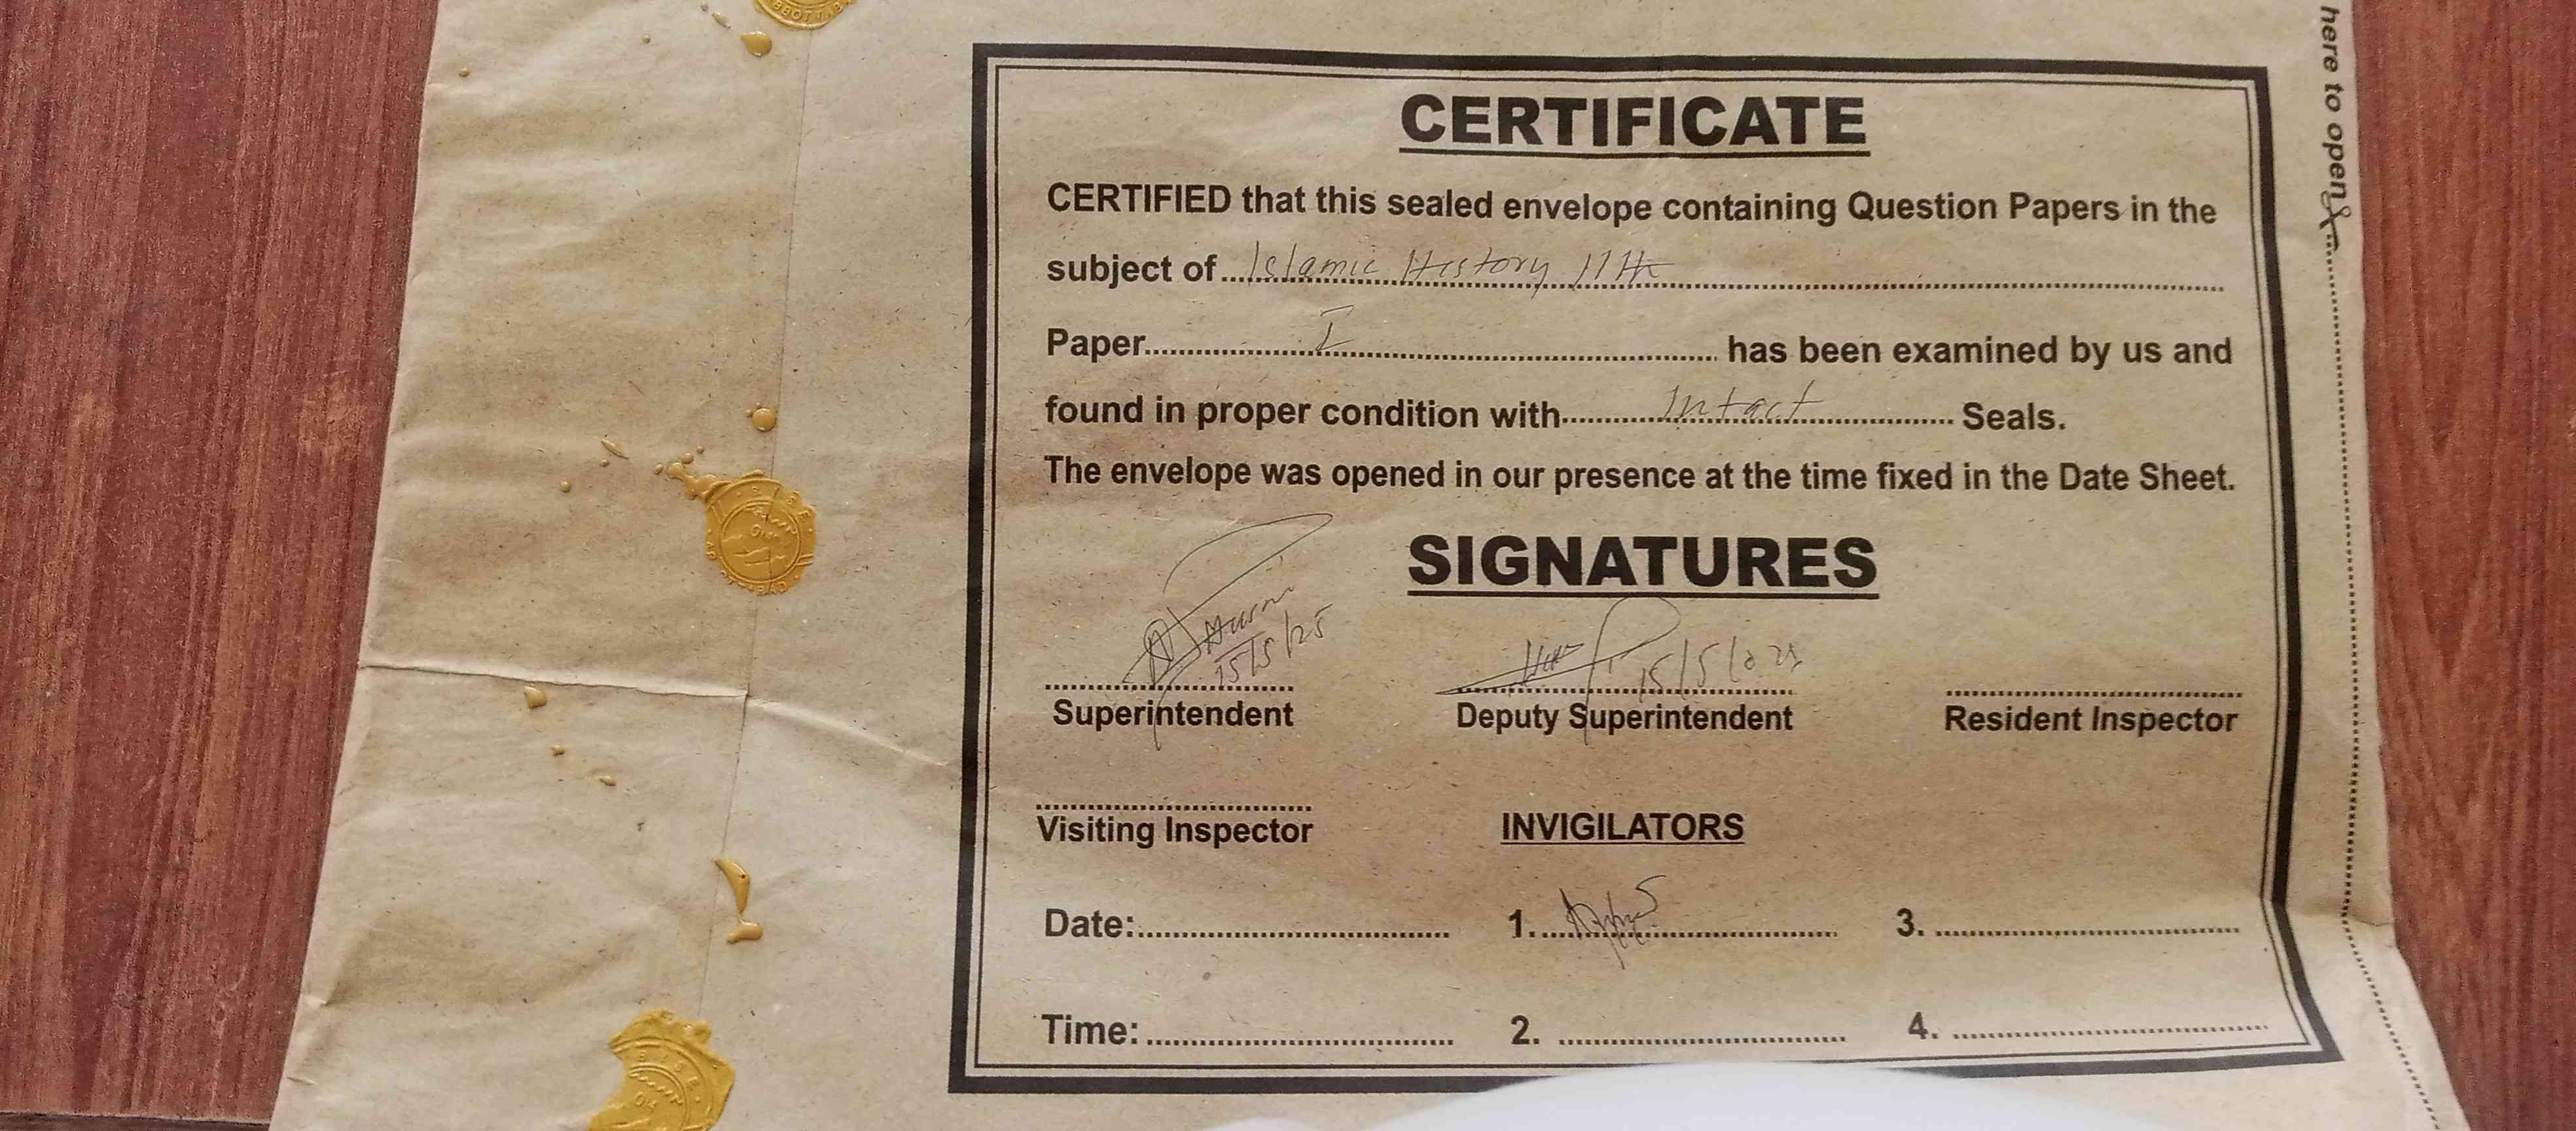 here to open
CERTIFICATE
CERTIFIED that this sealed envelope containing Question Papers in the
subject of Islamic History 11th
Paper I has been examined by us and
found in proper condition with Intact Seals.
The envelope was opened in our presence at the time fixed in the Date Sheet.
SIGNATURES
15/5/25
15/5/2025
Superintendent Deputy Superintendent Resident Inspector
Visiting Inspector INVIGILATORS
Date: 1. 3.
Time: 2. 4.